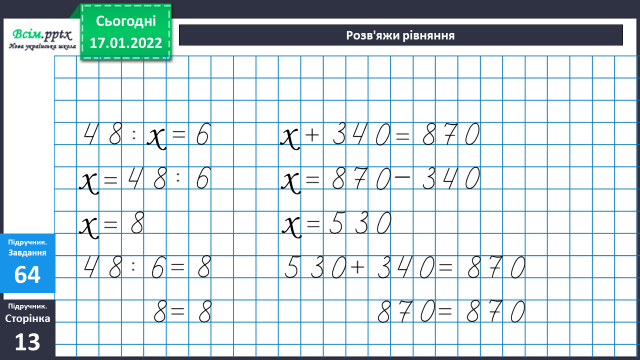 Всім.pptx
Нова українська школа
Сьогодні
17.01.2022
Розв'яжи рівняння
48 : x = 6
x = 48 : 6
x = 8
48 : 6 = 8
8 = 8
x + 340 = 870
x = 870 - 340
x = 530
530 + 340 = 870
870 = 870
Підручник.
Завдання
64
Підручник.
Сторінка
13